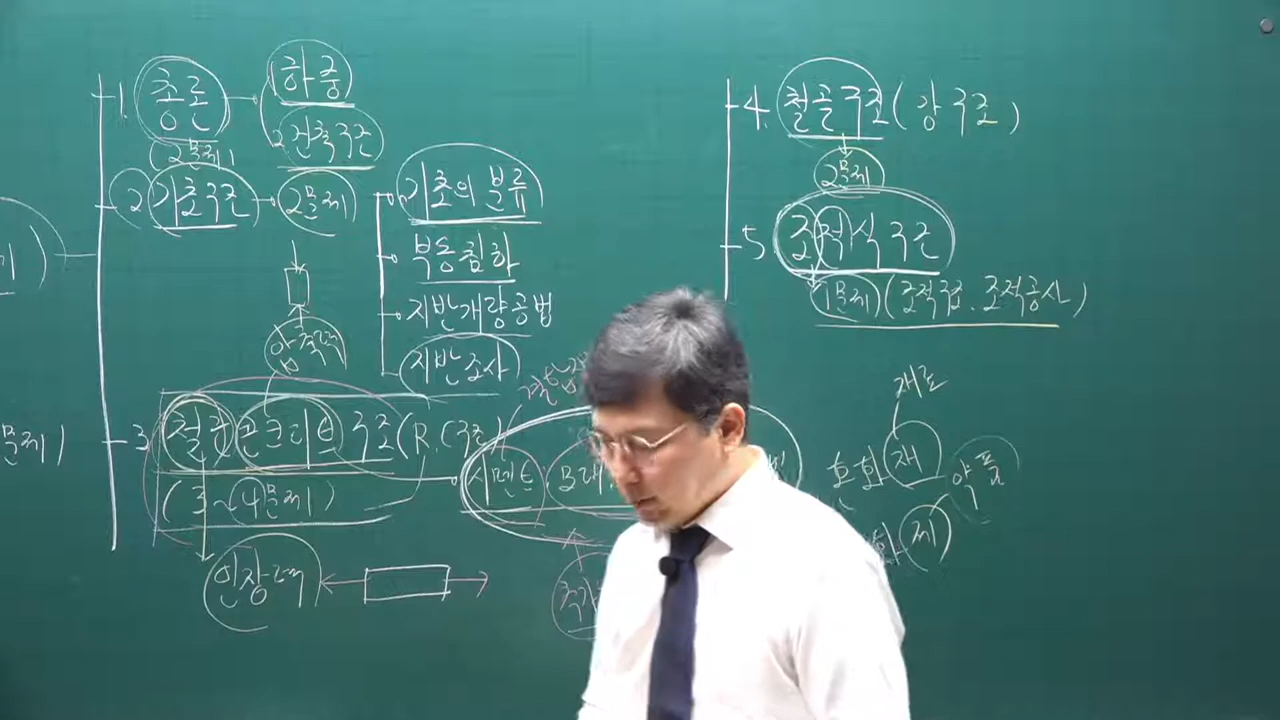 1. 총론
하중
건축구조
(2문제)
2 기초구조
2문제
기초의 분류
부동침하
지반개량공법
지반조사
압축력
3 철근콘크리트구조(R.C구조)
(3~4문제)
인장력
시멘트
4. 철골구조(강구조)
2문제
5. 조적식구조
1문제)(조적구조. 조적공사)
재료
혼화재
약품
제
문제)